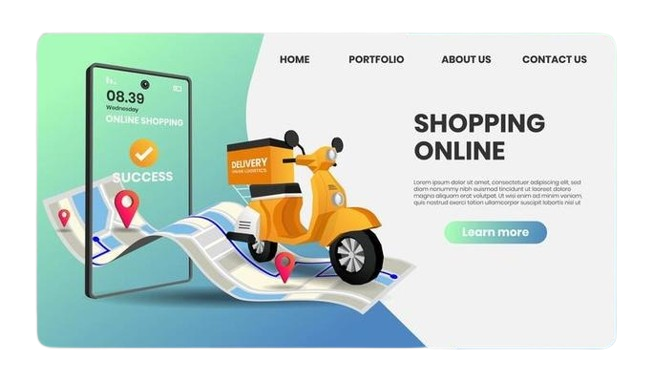 HOME PORTFOLIO ABOUT US CONTACT US
08.39
Wednesday
ONLINE SHOPPING
SUCCESS
DELIVERY
SHOPPING
ONLINE
Lorem ipsum dolor sit amet, consectetuer adipiscing elit, sed
diam nonummy nibh euismod tincidunt ut laoreet dolore
magna aliquam erat volutpat. Ut wisi enim ad minim veniam,
quis nostrud exerci tation ullamcorper suscipit lobortis nisl ut
Learn more